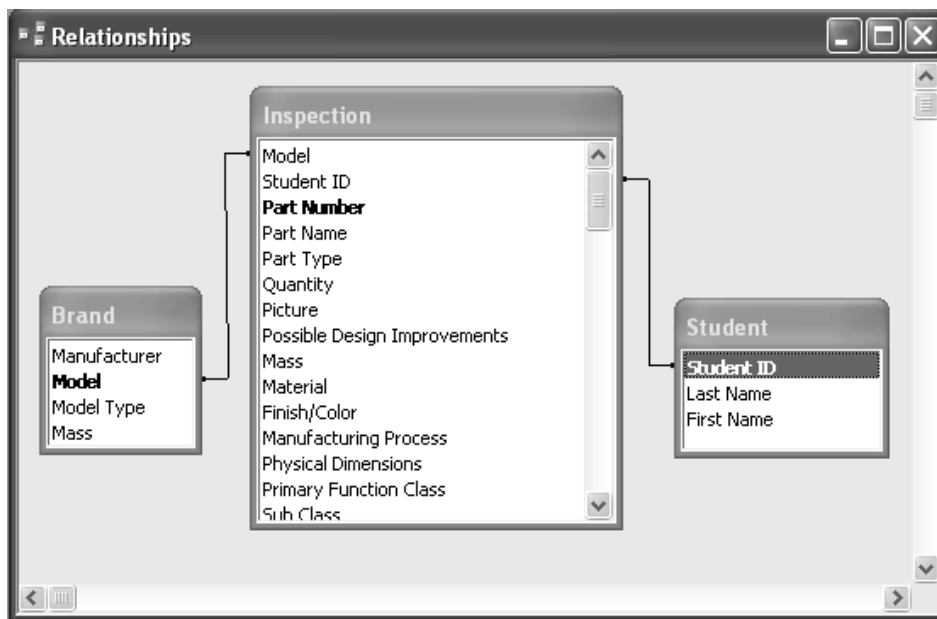 Relationships
Inspection
Model
Student ID
Part Number
Part Name
Part Type
Quantity
Picture
Possible Design Improvements
Mass
Material
Finish/Color
Manufacturing Process
Physical Dimensions
Primary Function Class
Sub Class
Brand
Manufacturer
Model
Model Type
Mass
Student
Student ID
Last Name
First Name